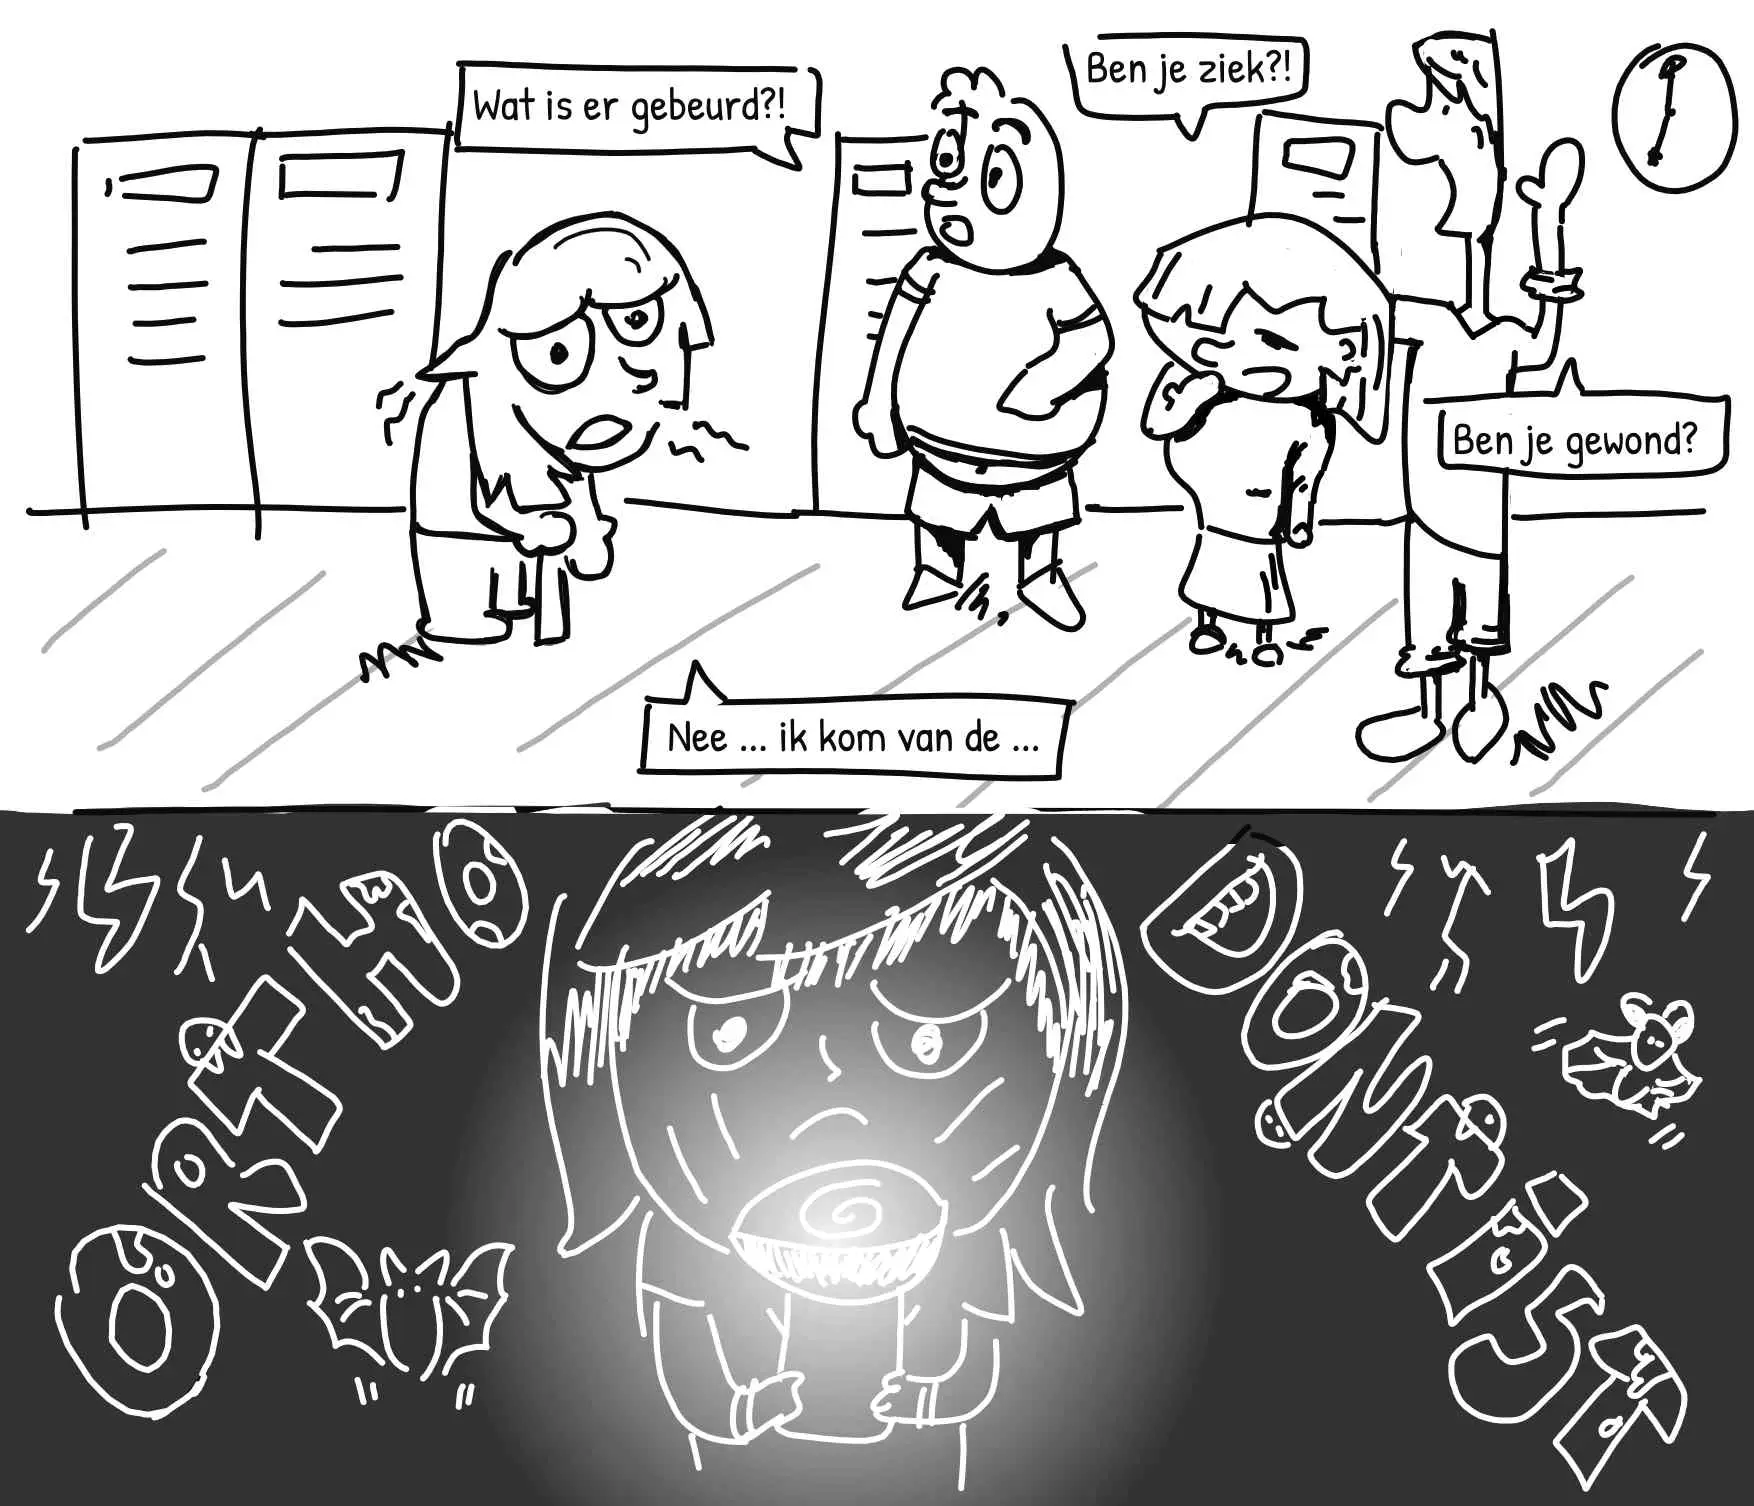 Wat is er gebeurd?!
Ben je ziek?!
Ben je gewond?
Nee ... ik kom van de ...
ORTHO
DONTiST